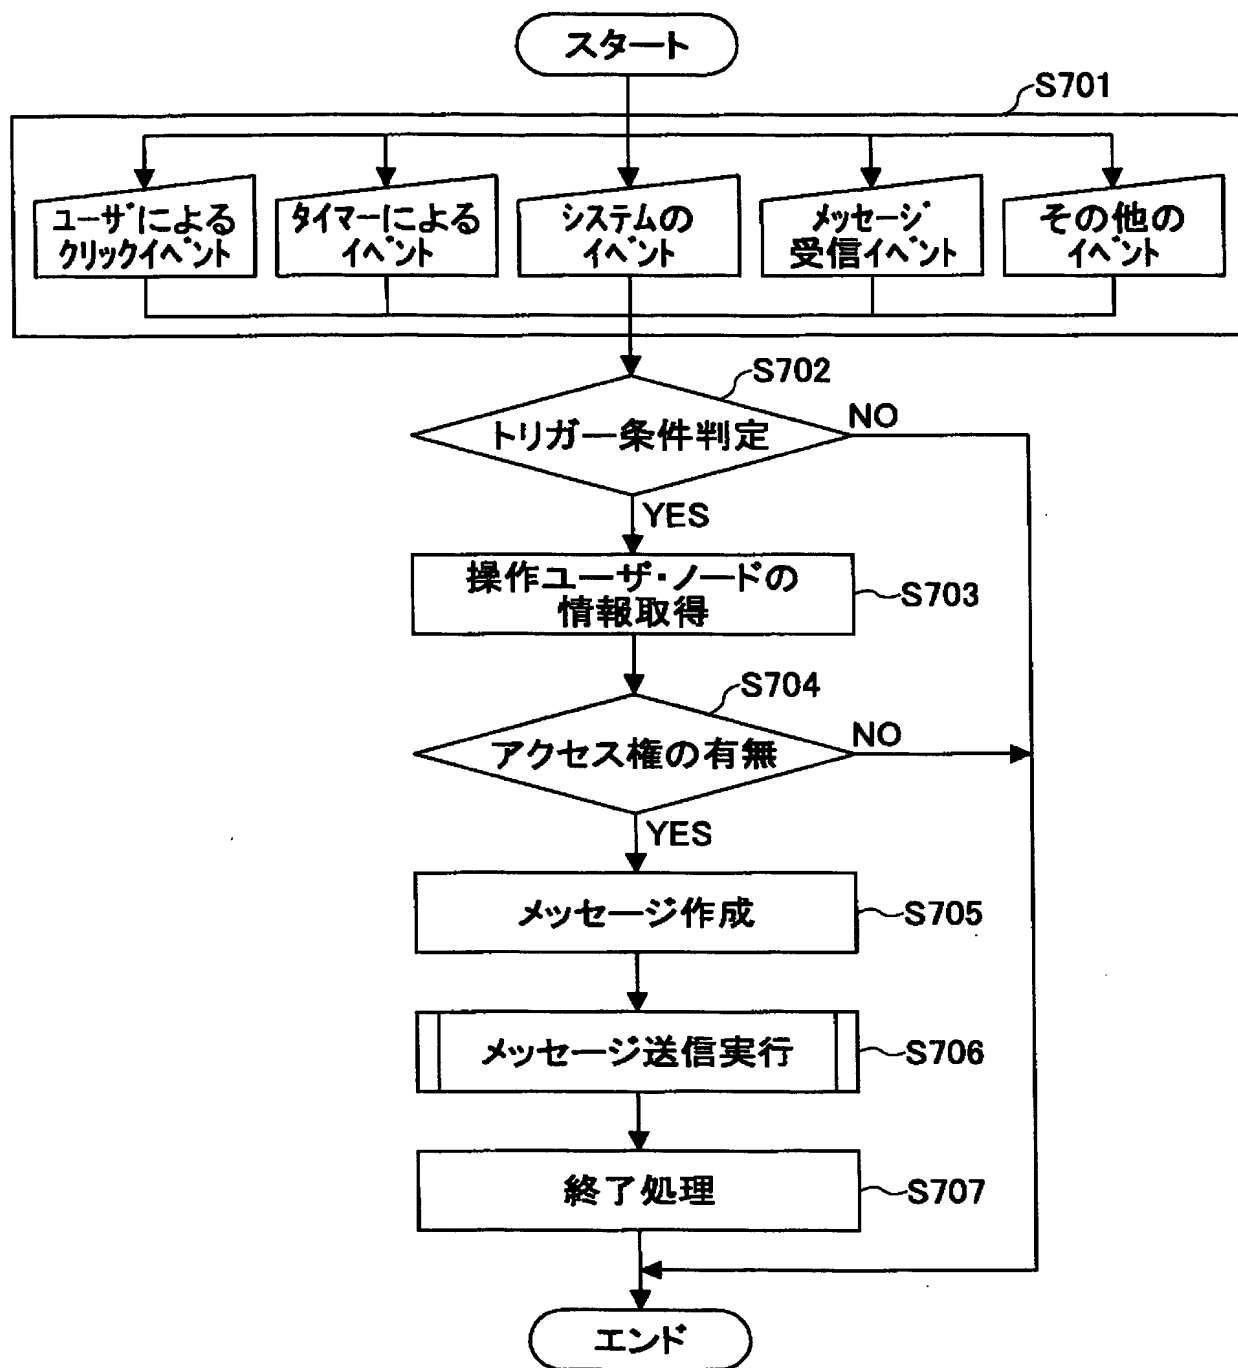 スタート
S701
ユーザによる
クリックイベント
タイマーによる
イベント
システムの
イベント
メッセージ
受信イベント
その他の
イベント
S702
トリガー条件判定
NO
YES
操作ユーザ・ノードの
情報取得
S703
S704
アクセス権の有無
NO
YES
メッセージ作成
S705
メッセージ送信実行
S706
終了処理
S707
エンド